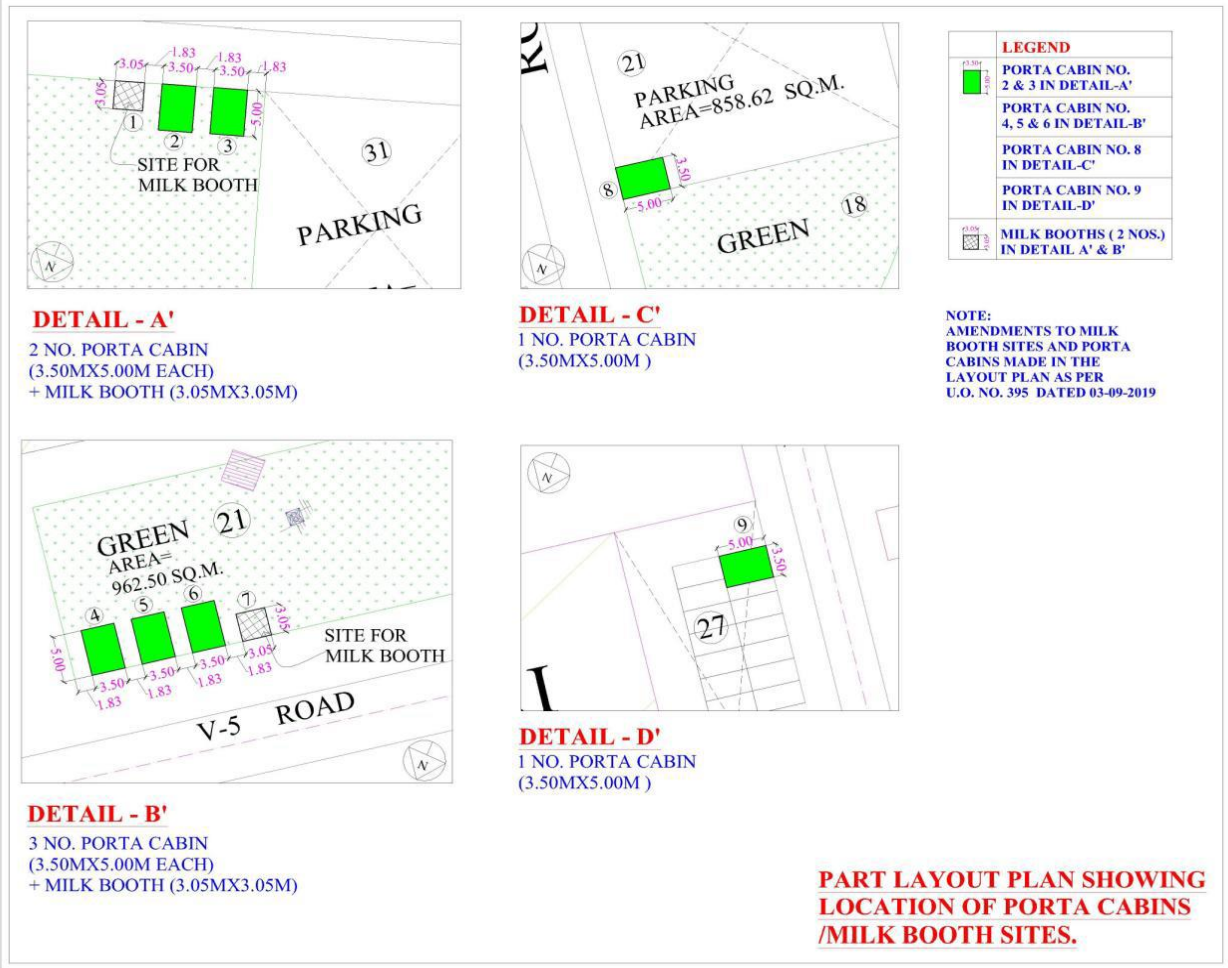 1.83
1.83
3.05
3.50
3.50
1.83
3.05
5.00
1
2
3
SITE FOR
MILK BOOTH
31
PARKING
N
DETAIL - A'
2 NO. PORTA CABIN
(3.50MX5.00M EACH)
+ MILK BOOTH (3.05MX3.05M)
21
PARKING
AREA=858.62 SQ.M.
8
3.50
5.00
18
GREEN
N
DETAIL - C'
1 NO. PORTA CABIN
(3.50MX5.00M )
LEGEND
3.50
5.00
PORTA CABIN NO.
2 & 3 IN DETAIL-A'
PORTA CABIN NO.
4, 5 & 6 IN DETAIL-B'
PORTA CABIN NO. 8
IN DETAIL-C'
PORTA CABIN NO. 9
IN DETAIL-D'
3.05
3.05
MILK BOOTHS ( 2 NOS.)
IN DETAIL A' & B'
NOTE:
AMENDMENTS TO MILK
BOOTH SITES AND PORTA
CABINS MADE IN THE
LAYOUT PLAN AS PER
U.O. NO. 395 DATED 03-09-2019
GREEN 21
AREA=
962.50 SQ.M.
4
5
6
7
3.05
5.00
SITE FOR
MILK BOOTH
3.50
3.50
3.50
3.05
1.83
1.83
1.83
1.83
V-5 ROAD
N
DETAIL - B'
3 NO. PORTA CABIN
(3.50MX5.00M EACH)
+ MILK BOOTH (3.05MX3.05M)
N
9
5.00
3.50
27
DETAIL - D'
1 NO. PORTA CABIN
(3.50MX5.00M )
PART LAYOUT PLAN SHOWING
LOCATION OF PORTA CABINS
/MILK BOOTH SITES.